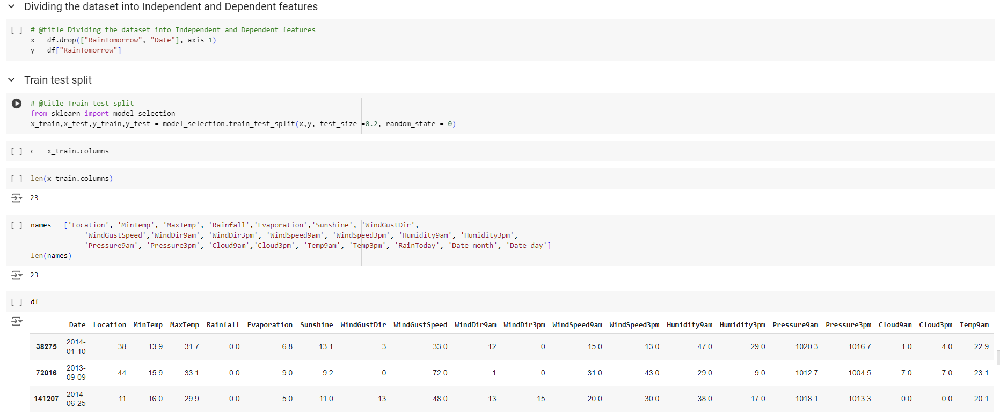 Dividing the dataset into Independent and Dependent features
[ ] # @title Dividing the dataset into Independent and Dependent features
x = df.drop(["RainTomorrow", "Date"], axis=1)
y = df["RainTomorrow"]
Train test split
# @title Train test split
from sklearn import model_selection
x_train,x_test,y_train,y_test = model_selection.train_test_split(x,y, test_size =0.2, random_state = 0)
[ ] c = x_train.columns
[ ] len(x_train.columns)
23
[ ] names = ['Location', 'MinTemp', 'MaxTemp', 'Rainfall','Evaporation','Sunshine', 'WindGustDir',
'WindGustSpeed','WindDir9am', 'WindDir3pm', 'WindSpeed9am', 'WindSpeed3pm', 'Humidity9am', 'Humidity3pm',
'Pressure9am', 'Pressure3pm', 'Cloud9am','Cloud3pm', 'Temp9am', 'Temp3pm', 'RainToday', 'Date_month', 'Date_day']
len(names)
23
[ ] df
Date Location MinTemp MaxTemp Rainfall Evaporation Sunshine WindGustDir WindGustSpeed WindDir9am WindDir3pm WindSpeed9am WindSpeed3pm Humidity9am Humidity3pm Pressure9am Pressure3pm Cloud9am Cloud3pm Temp9am
38275 2014-01-10 38 13.9 31.7 0.0 6.8 13.1 3 33.0 12 0 15.0 13.0 47.0 29.0 1020.3 1016.7 1.0 4.0 22.9
72016 2013-09-09 44 15.9 33.1 0.0 9.0 9.2 0 72.0 1 0 31.0 43.0 29.0 9.0 1012.7 1004.5 7.0 7.0 23.1
141207 2014-06-25 11 16.0 29.9 0.0 5.0 11.0 13 48.0 13 15 20.0 30.0 38.0 17.0 1018.1 1013.3 0.0 0.0 20.1